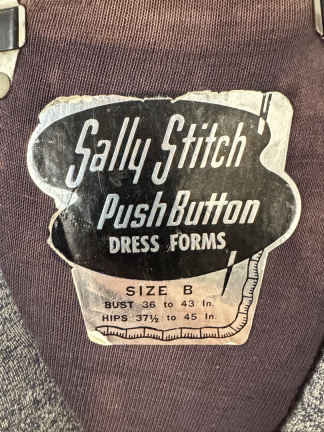 Sally Stitch
Push Button
DRESS FORMS
SIZE B
BUST 36 to 43 In.
HIPS 37½ to 45 In.